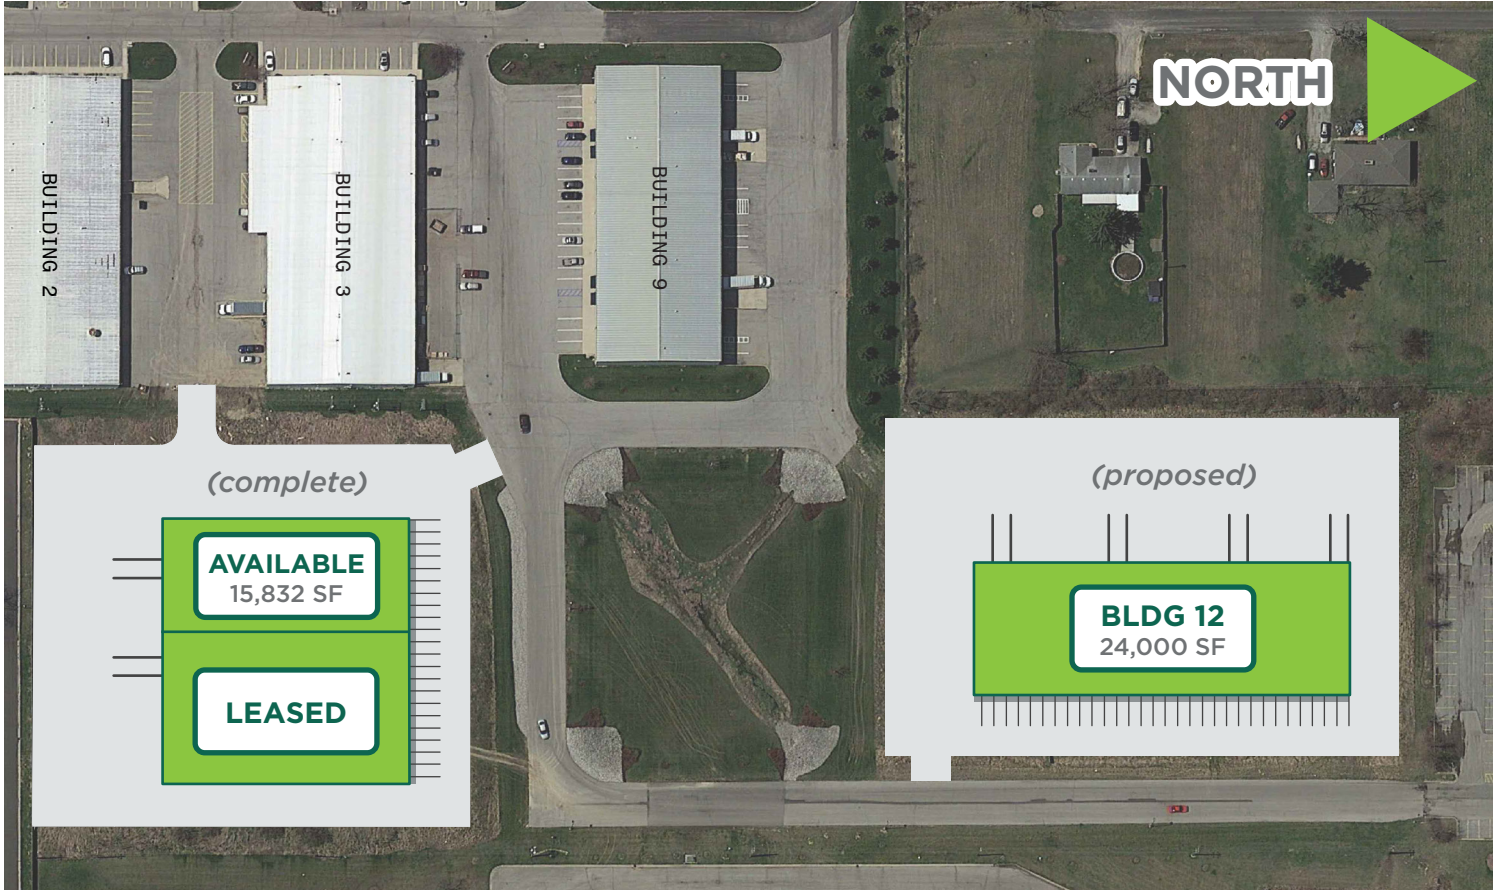 NORTH
BUILDING 2
BUILDING 3
BUILDING 9
(complete)
AVAILABLE
15,832 SF
LEASED
(proposed)
BLDG 12
24,000 SF